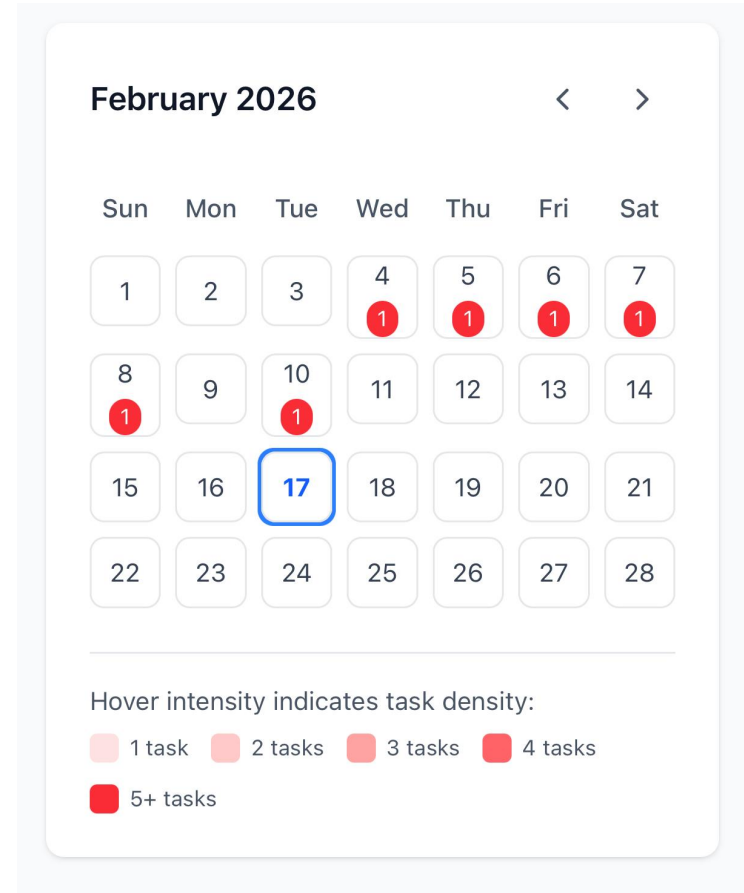 February 2026
Sun Mon Tue Wed Thu Fri Sat
1 2 3 4 5 6 7
1 1 1 1
8 9 10 11 12 13 14
1 1
15 16 17 18 19 20 21
22 23 24 25 26 27 28
Hover intensity indicates task density:
1 task 2 tasks 3 tasks 4 tasks
5+ tasks